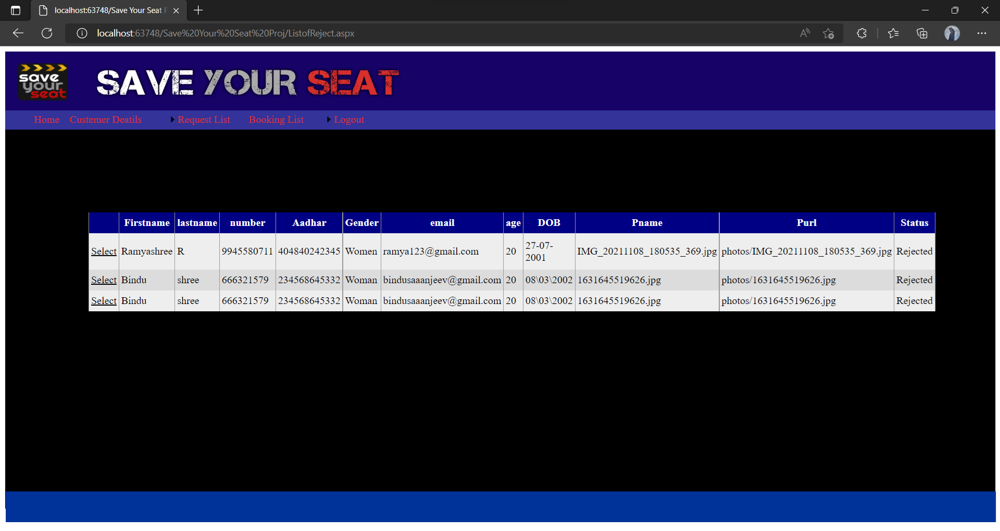 localhost:63748/Save Your Seat P
localhost:63748/Save%20Your%20Seat%20Proj/ListofReject.aspx
save
your
seat
SAVE YOUR SEAT
Home Custemer Deatils Request List Booking List Logout
Firstname lastname number Aadhar Gender email age DOB Pname Purl Status
Select Ramyashree R 9945580711 404840242345 Women ramya123@gmail.com 20 27-07-2001 IMG_20211108_180535_369.jpg photos/IMG_20211108_180535_369.jpg Rejected
Select Bindu shree 666321579 234568645332 Woman bindusaaanjeev@gmail.com 20 08\03\2002 1631645519626.jpg photos/1631645519626.jpg Rejected
Select Bindu shree 666321579 234568645332 Woman bindusaaanjeev@gmail.com 20 08\03\2002 1631645519626.jpg photos/1631645519626.jpg Rejected